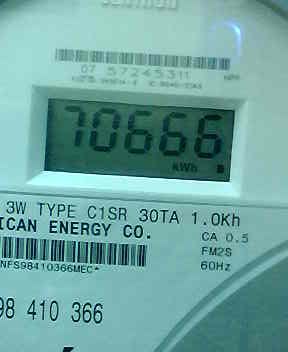 07 57245311
70666
kWh
3W TYPE C1SR 30TA 1.0Kh
ICAN ENERGY CO.
CA 0.5
FM2S
NFS98410366MEC*
60Hz
98 410 366